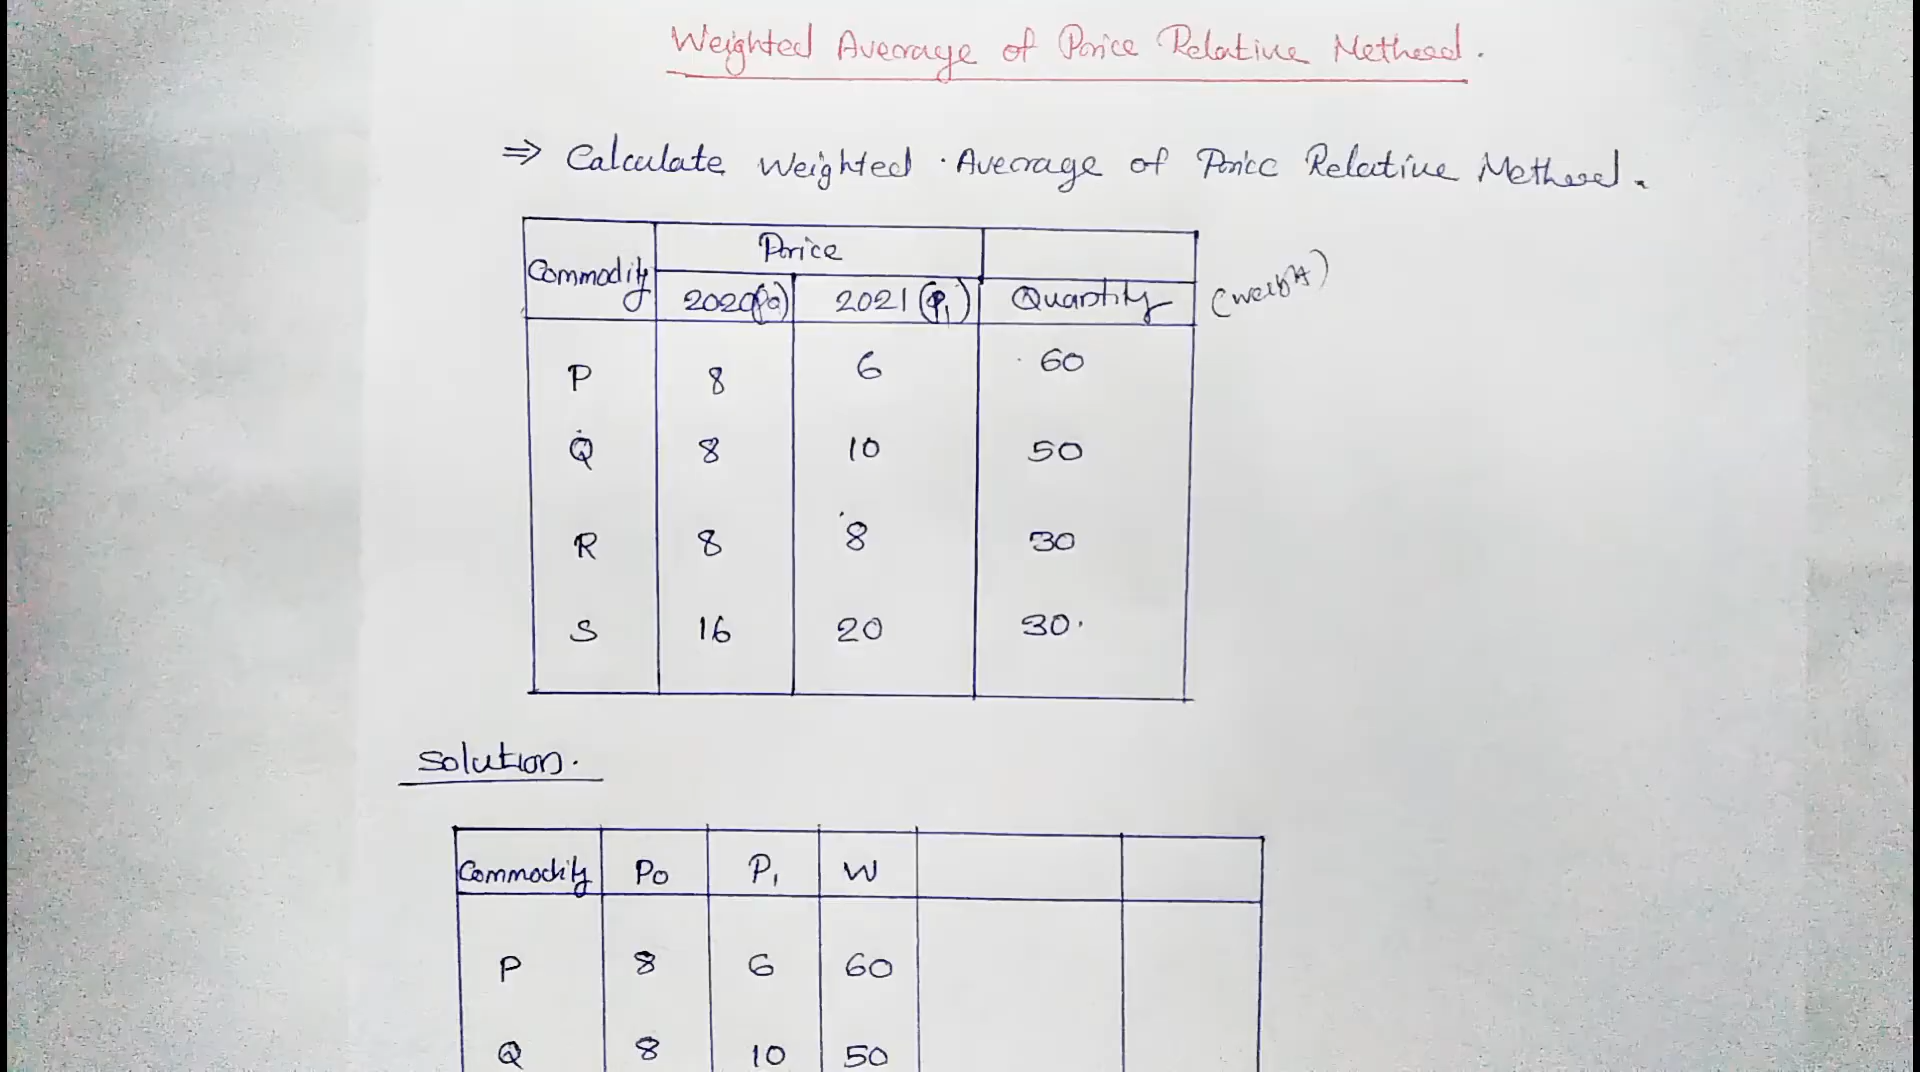 Weighted Average of Price Relative Method.
⇒ Calculate Weighted Average of Price Relative Method.
Commodity Price
2020(P0) 2021 (P1) Quantity (weight)
P 8 6 60
Q 8 10 50
R 8 8 30
S 16 20 30
Solution.
Commodity P0 P1 W
P 8 6 60
Q 8 10 50